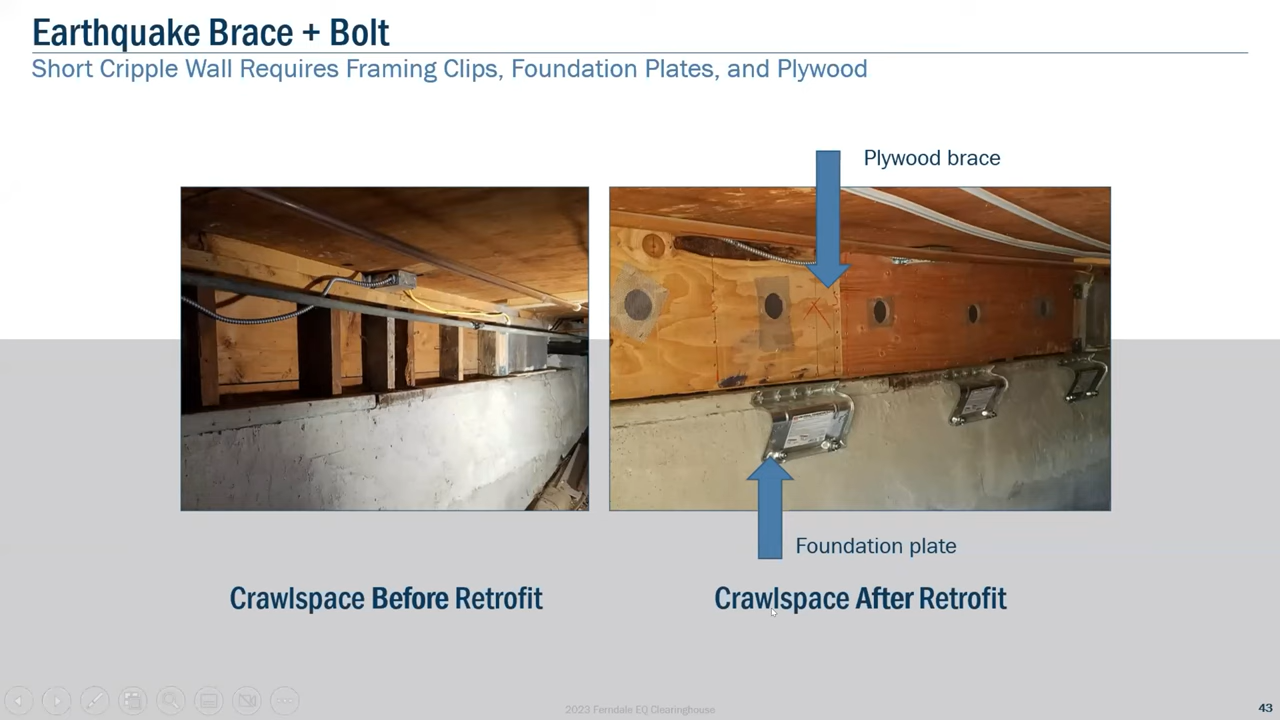 Earthquake Brace + Bolt
Short Cripple Wall Requires Framing Clips, Foundation Plates, and Plywood
Plywood brace
Foundation plate
Crawlspace Before Retrofit
Crawlspace After Retrofit
2023 Ferndale EQ Clearinghouse
43